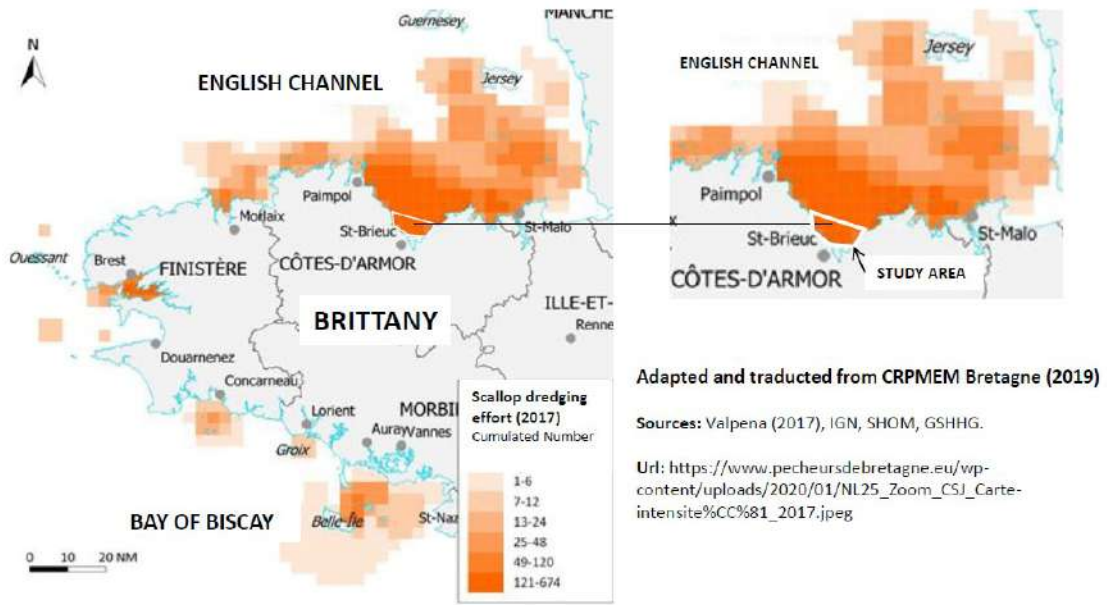 Guernesey
MANCHE
N
ENGLISH CHANNEL
Jersey
Paimpol
Morlaix
St-Brieuc
St-Malo
Ouessant
Brest
FINISTÈRE
CÔTES-D'ARMOR
BRITTANY
ILLE-ET-
Renne
Douarnenez
Concarneau
Lorient
MORBI
Auray
Vannes
Groix
BAY OF BISCAY
Belle-Île
St-Naz
0 10 20 NM
Scallop dredging
effort (2017)
Cumulated Number
1-6
7-12
13-24
25-48
49-120
121-674
ENGLISH CHANNEL
Jersey
Paimpol
St-Brieuc
St-Malo
STUDY AREA
CÔTES-D'ARMOR
Adapted and traducted from CRPMEM Bretagne (2019)
Sources: Valpena (2017), IGN, SHOM, GSHHG.
Url: https://www.pecheursdebretagne.eu/wp-
content/uploads/2020/01/NL25_Zoom_CSJ_Carte-
intensite%CC%81_2017.jpeg